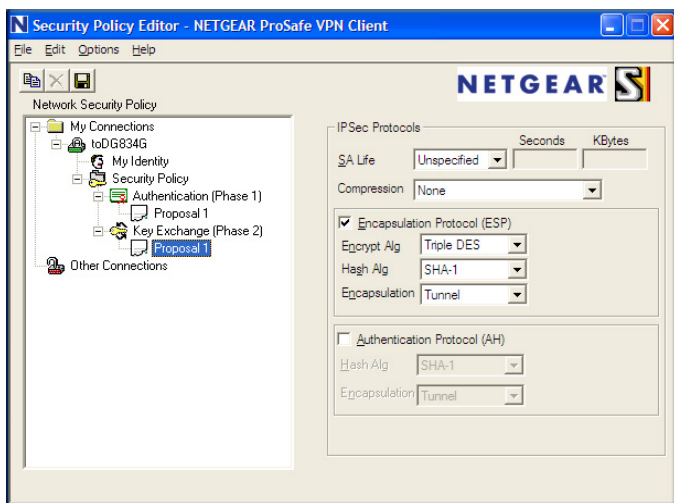 N Security Policy Editor - NETGEAR ProSafe VPN Client
File Edit Options Help
NETGEAR
Network Security Policy
My Connections
toDG834G
My Identity
Security Policy
Authentication (Phase 1)
Proposal 1
Key Exchange (Phase 2)
Proposal 1
Other Connections
IPSec Protocols
Seconds KBytes
SA Life Unspecified
Compression None
Encapsulation Protocol (ESP)
Encrypt Alg Triple DES
Hash Alg SHA-1
Encapsulation Tunnel
Authentication Protocol (AH)
Hash Alg SHA-1
Encapsulation Tunnel